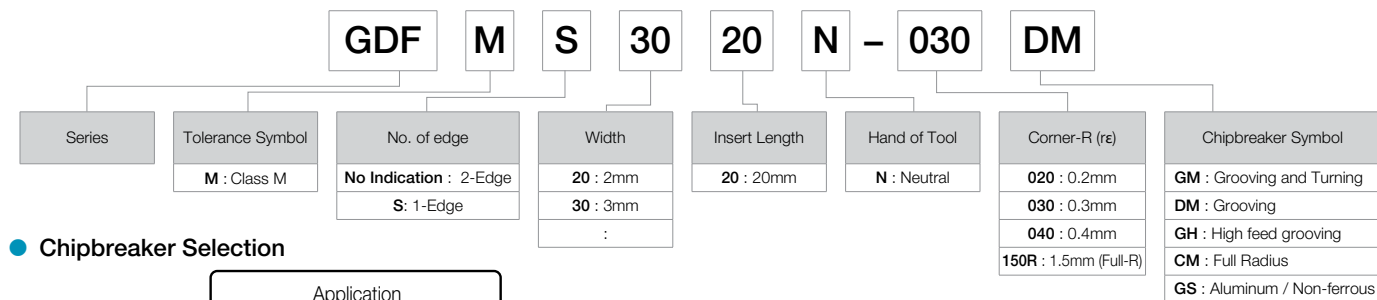 GDF M S 30 20 N – 030 DM
Series
Tolerance Symbol
M : Class M
No. of edge
No Indication : 2-Edge
S: 1-Edge
Width
20 : 2mm
30 : 3mm
:
Insert Length
20 : 20mm
Hand of Tool
N : Neutral
Corner-R (rε)
020 : 0.2mm
030 : 0.3mm
040 : 0.4mm
150R : 1.5mm (Full-R)
Chipbreaker Symbol
GM : Grooving and Turning
DM : Grooving
GH : High feed grooving
CM : Full Radius
GS : Aluminum / Non-ferrous
Chipbreaker Selection
Application